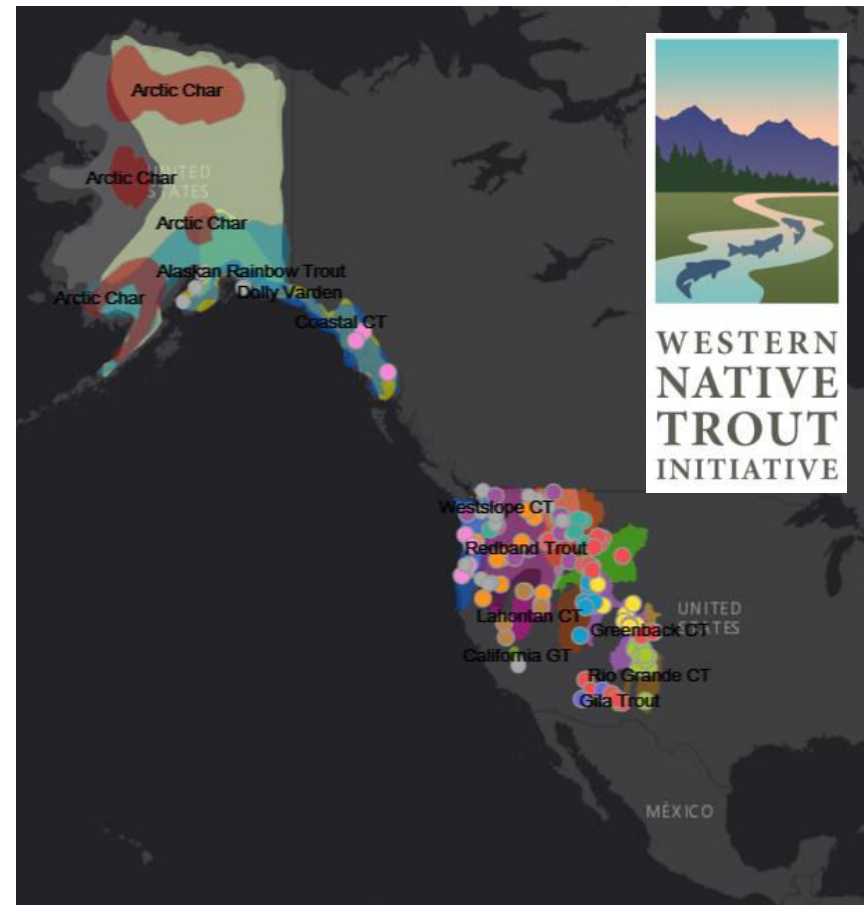 Arctic Char
Arctic Char
UNITED
STATES
Arctic Char
Alaskan Rainbow Trout
Arctic Char
Dolly Varden
Coastal CT
WESTERN
NATIVE
TROUT
INITIATIVE
Westslope CT
Redband Trout
Lahontan CT
UNITED
STATES
Greenback CT
California GT
Rio Grande CT
Gila Trout
MÉXICO